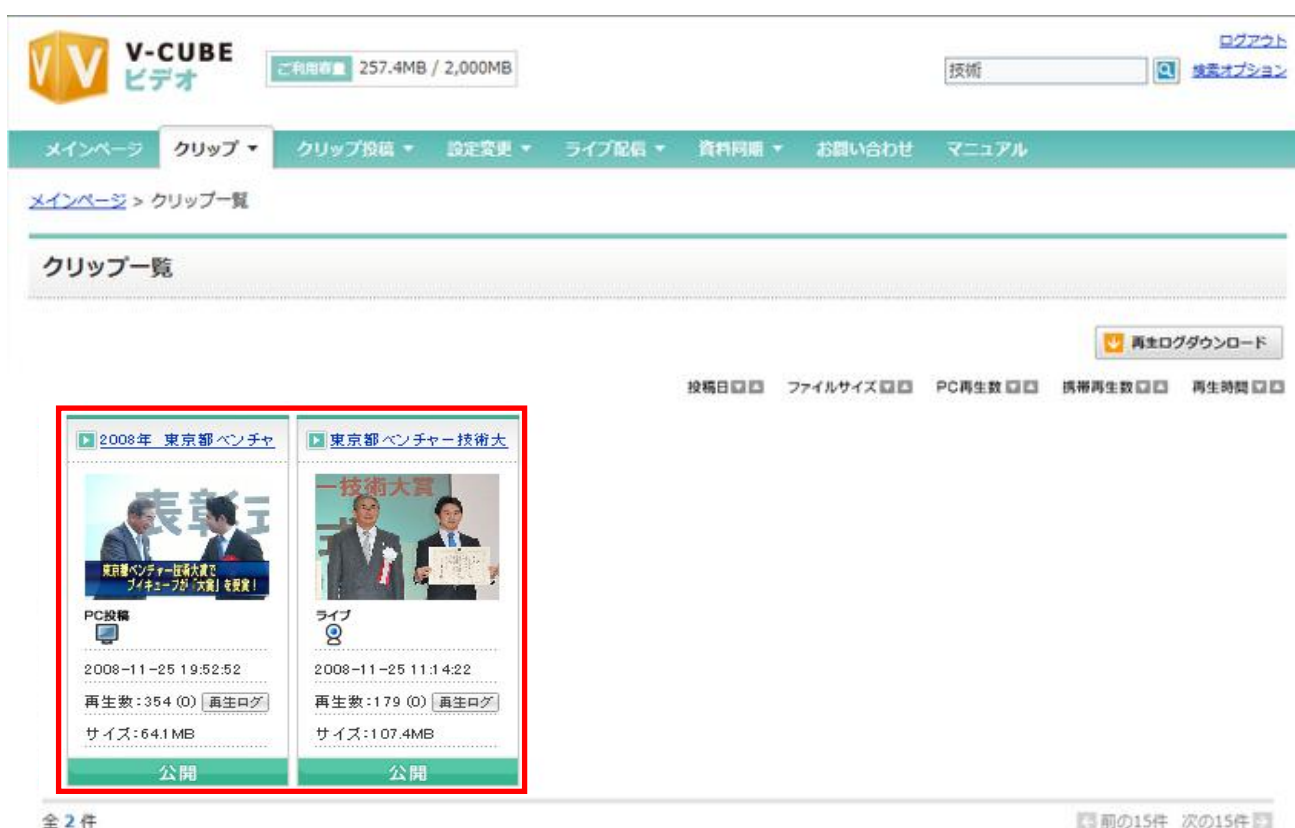 V-CUBE
ビデオ
ご利用容量 257.4MB / 2,000MB
ログアウト
技術
検索オプション
メインページ クリップ クリップ投稿 設定変更 ライブ配信 資料同期 お問い合わせ マニュアル
メインページ > クリップ一覧
クリップ一覧
再生ログダウンロード
投稿日 ファイルサイズ PC再生数 携帯再生数 再生時間
2008年 東京都ベンチャ
表彰式
東京都ベンチャー技術大賞で
ブイキューブが「大賞」を受賞!
PC投稿
2008-11-25 19:52:52
再生数:354 (0) 再生ログ
サイズ:64.1MB
公開
東京都ベンチャー技術大
ー技術大賞
式
ライブ
2008-11-25 11:14:22
再生数:179 (0) 再生ログ
サイズ:107.4MB
公開
全 2 件
前の15件 次の15件